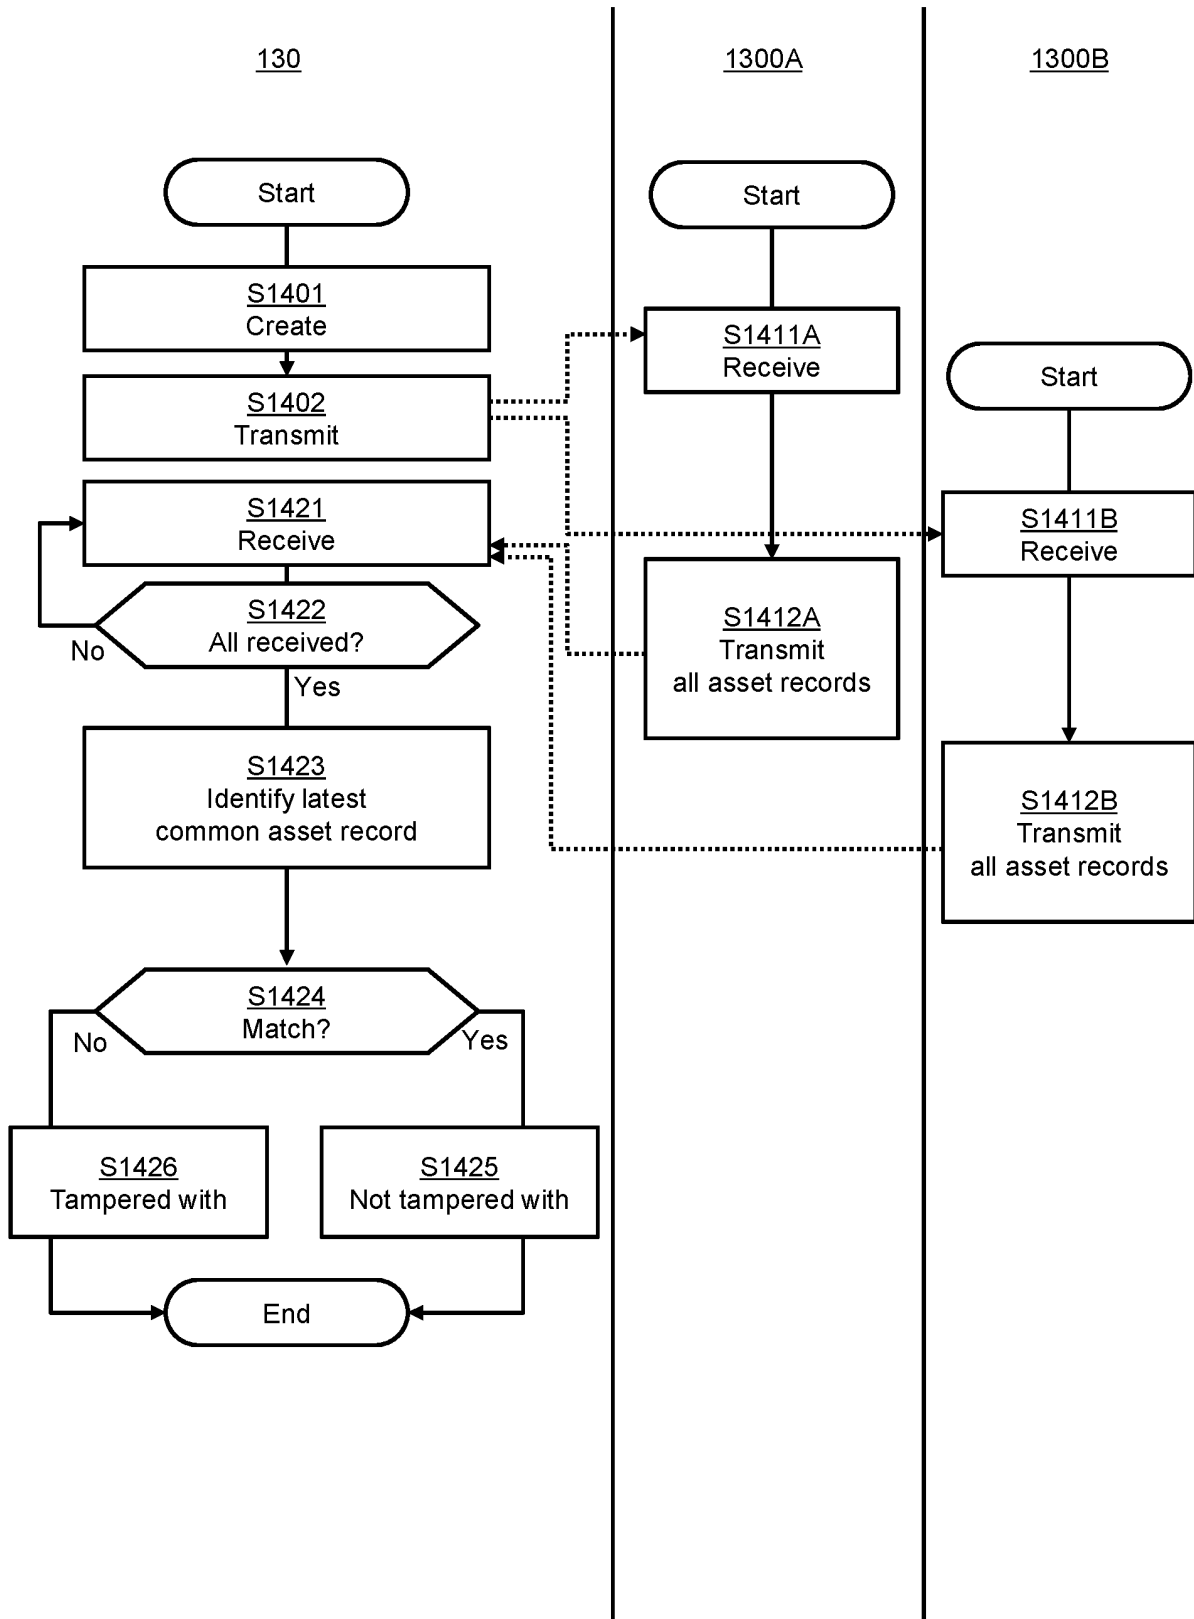 130
1300A
1300B
Start
S1401
Create
S1402
Transmit
S1421
Receive
S1422
All received?
No
Yes
S1423
Identify latest
common asset record
S1424
Match?
No
Yes
S1426
Tampered with
S1425
Not tampered with
End
Start
S1411A
Receive
S1412A
Transmit
all asset records
Start
S1411B
Receive
S1412B
Transmit
all asset records